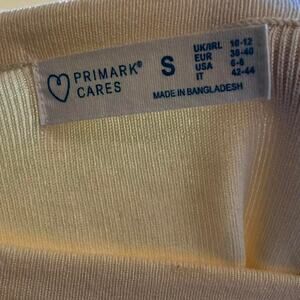 PRIMARK®
CARES
S
UK/IRL 10-12
EUR 38-40
USA 6-8
IT 42-44
MADE IN BANGLADESH